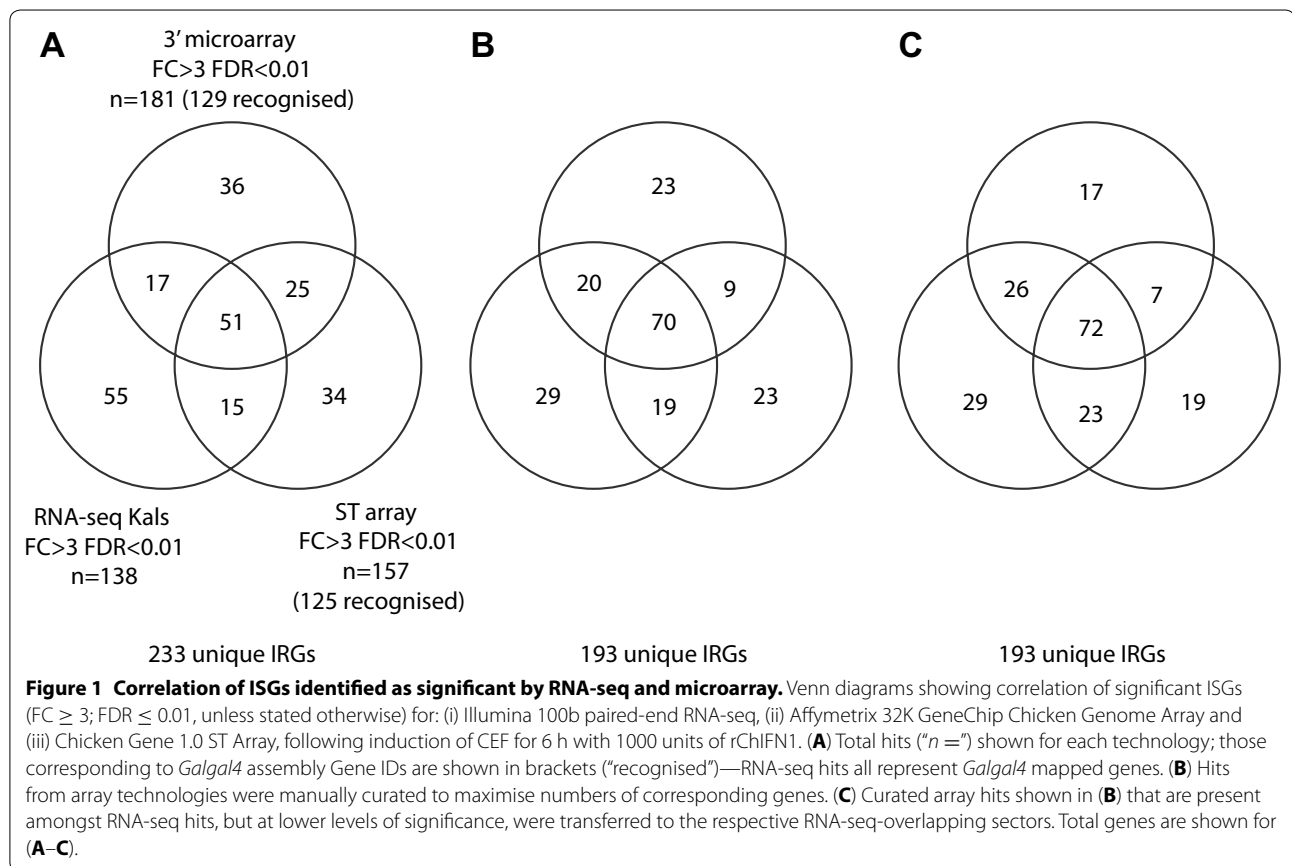 A
B
C
3′ microarray
FC>3 FDR<0.01
n=181 (129 recognised)
36
17
25
51
55
15
34
RNA-seq Kals
FC>3 FDR<0.01
n=138
ST array
FC>3 FDR<0.01
n=157
(125 recognised)
233 unique IRGs
23
20
9
70
29
19
23
193 unique IRGs
17
26
7
72
29
23
19
193 unique IRGs
Figure 1 Correlation of ISGs identified as significant by RNA-seq and microarray. Venn diagrams showing correlation of significant ISGs
(FC ≥ 3; FDR ≤ 0.01, unless stated otherwise) for: (i) Illumina 100b paired-end RNA-seq, (ii) Affymetrix 32K GeneChip Chicken Genome Array and
(iii) Chicken Gene 1.0 ST Array, following induction of CEF for 6 h with 1000 units of rChIFN1. (A) Total hits (“n =”) shown for each technology; those
corresponding to Galgal4 assembly Gene IDs are shown in brackets (“recognised”)—RNA-seq hits all represent Galgal4 mapped genes. (B) Hits
from array technologies were manually curated to maximise numbers of corresponding genes. (C) Curated array hits shown in (B) that are present
amongst RNA-seq hits, but at lower levels of significance, were transferred to the respective RNA-seq-overlapping sectors. Total genes are shown for
(A–C).